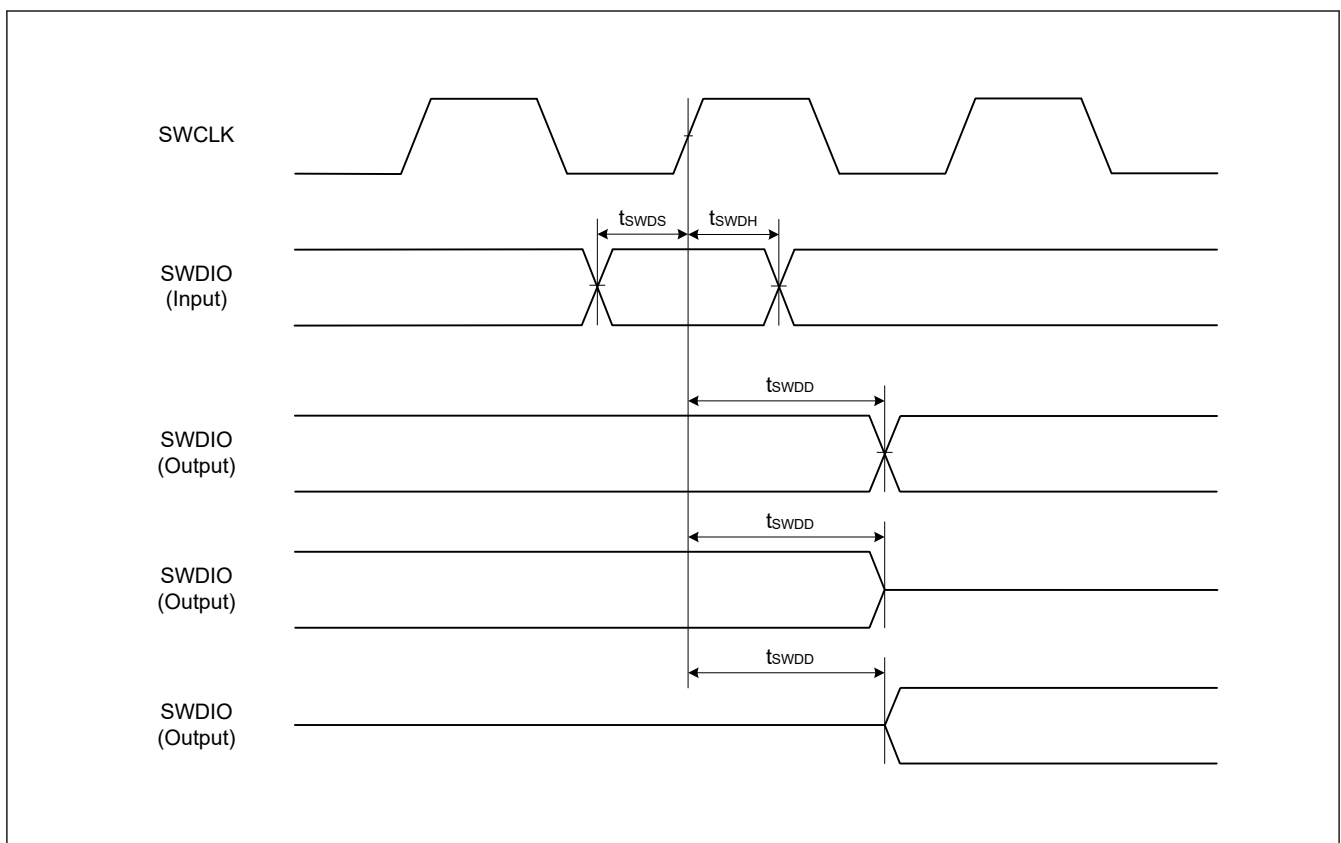 SWCLK
tSWDS
tSWDH
SWDIO
(Input)
tSWDD
SWDIO
(Output)
tSWDD
SWDIO
(Output)
tSWDD
SWDIO
(Output)